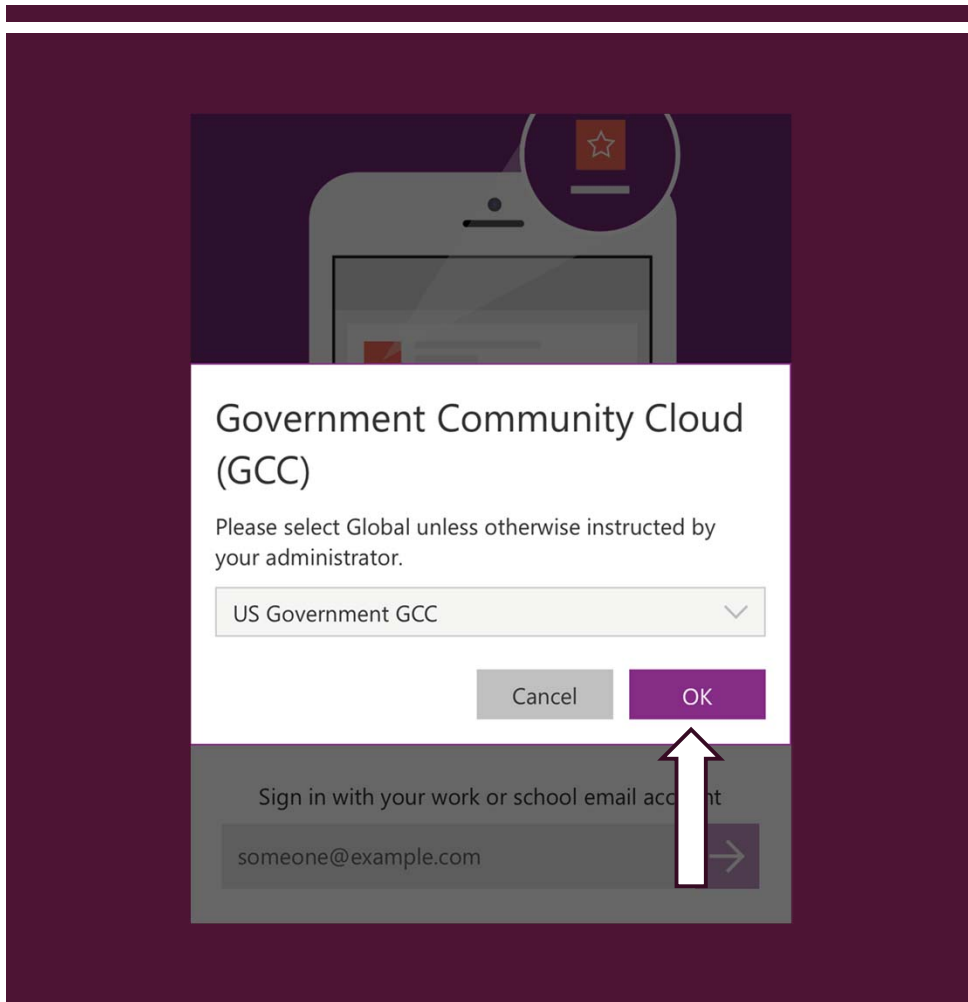 Government Community Cloud
(GCC)
Please select Global unless otherwise instructed by
your administrator.
US Government GCC
Cancel
OK
Sign in with your work or school email
someone@example.com